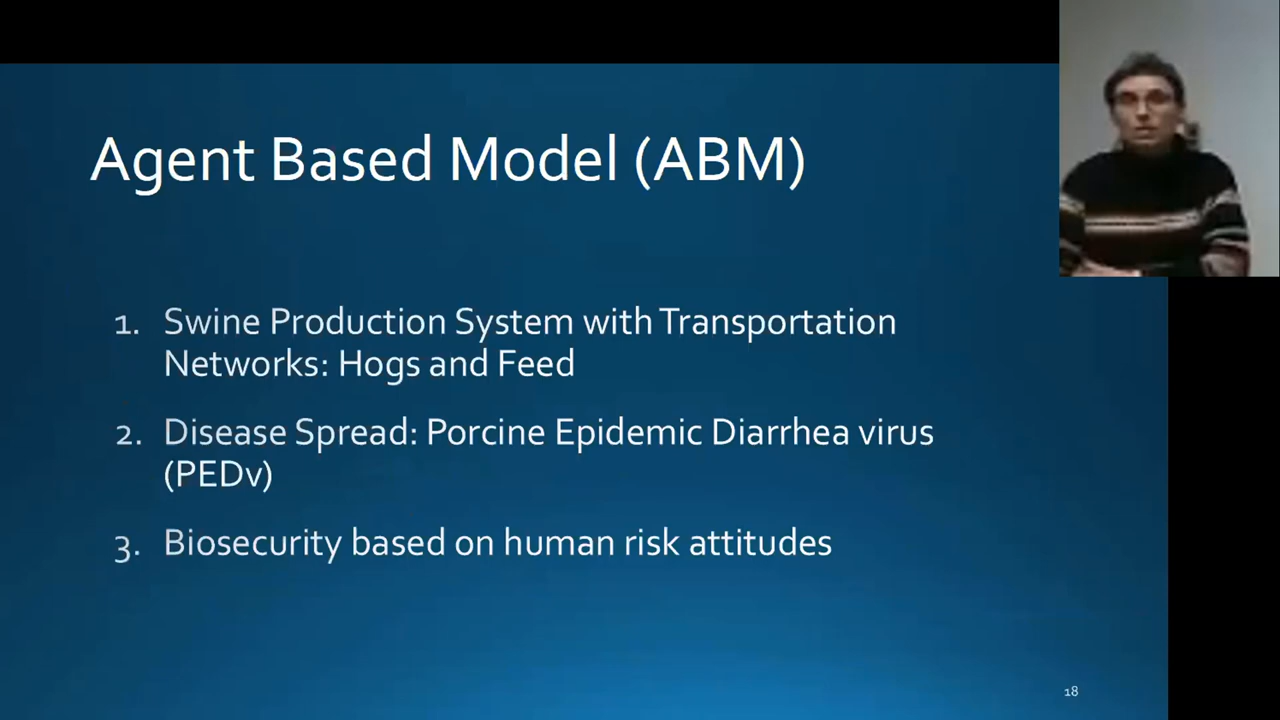 Agent Based Model (ABM)
1. Swine Production System with Transportation
Networks: Hogs and Feed
2. Disease Spread: Porcine Epidemic Diarrhea virus
(PEDv)
3. Biosecurity based on human risk attitudes
18